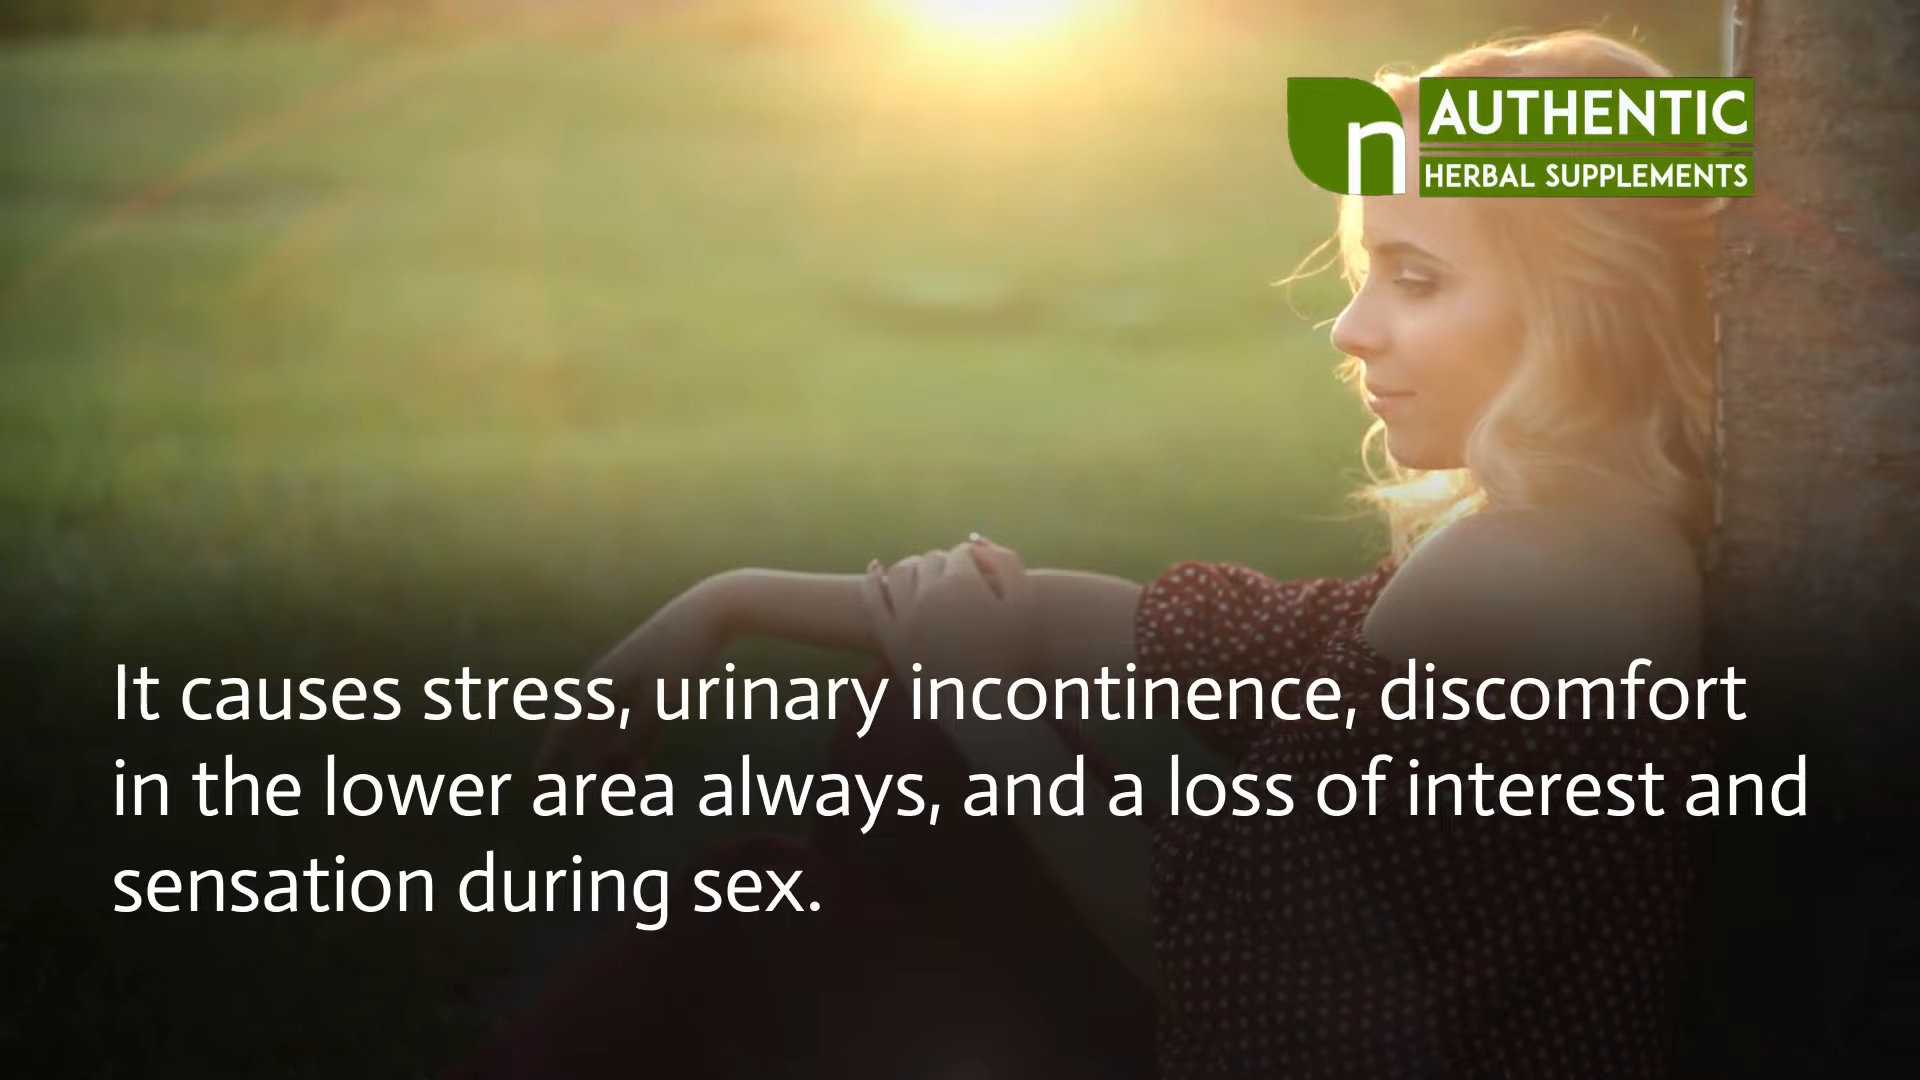 n
AUTHENTIC
HERBAL SUPPLEMENTS
It causes stress, urinary incontinence, discomfort
in the lower area always, and a loss of interest and
sensation during sex.